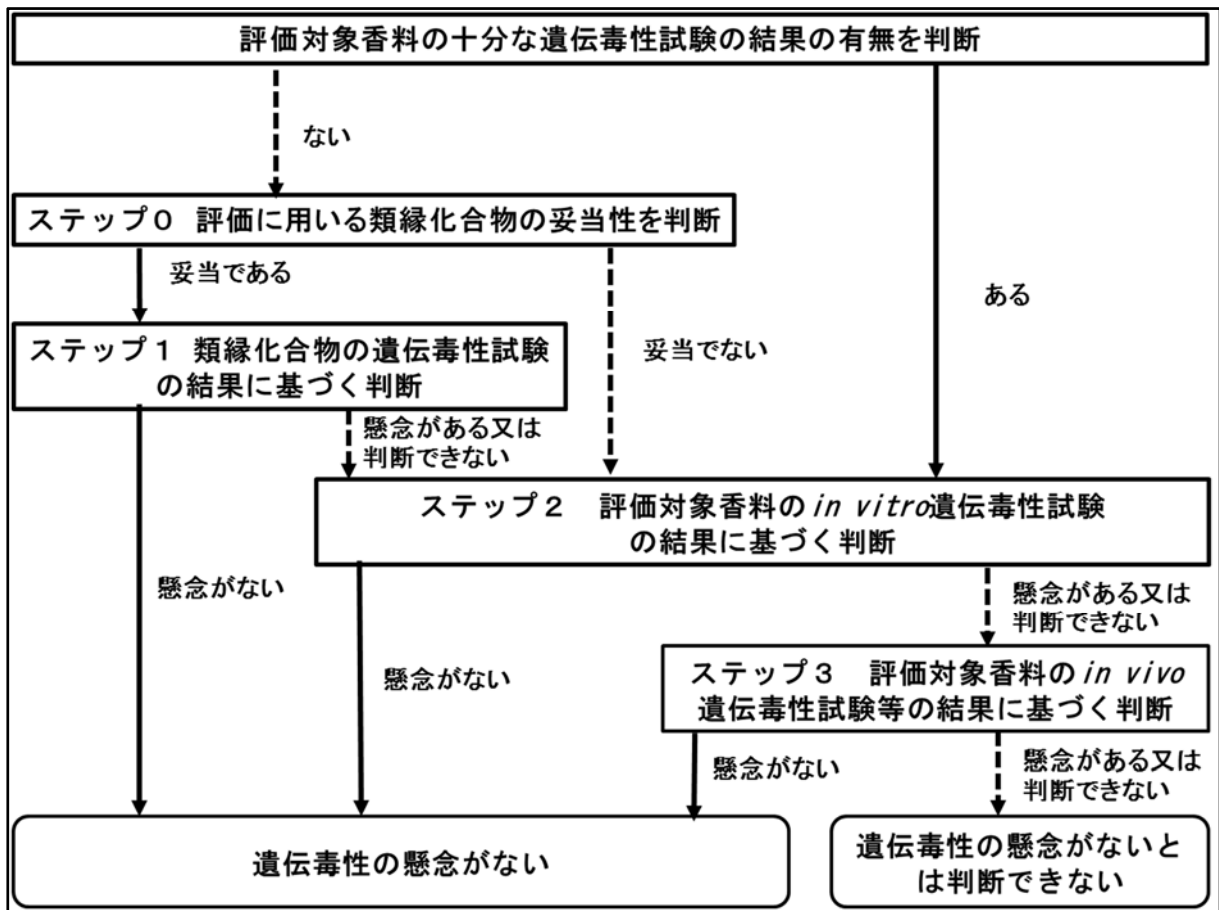 評価対象香料の十分な遺伝毒性試験の結果の有無を判断
ない
ステップ０ 評価に用いる類縁化合物の妥当性を判断
妥当である
ある
ステップ１ 類縁化合物の遺伝毒性試験
の結果に基づく判断
妥当でない
懸念がある又は
判断できない
ステップ２ 評価対象香料のin vitro遺伝毒性試験
の結果に基づく判断
懸念がない
懸念がある又は
判断できない
懸念がない
ステップ３ 評価対象香料のin vivo
遺伝毒性試験等の結果に基づく判断
懸念がない
懸念がある又は
判断できない
遺伝毒性の懸念がない
遺伝毒性の懸念がないと
は判断できない